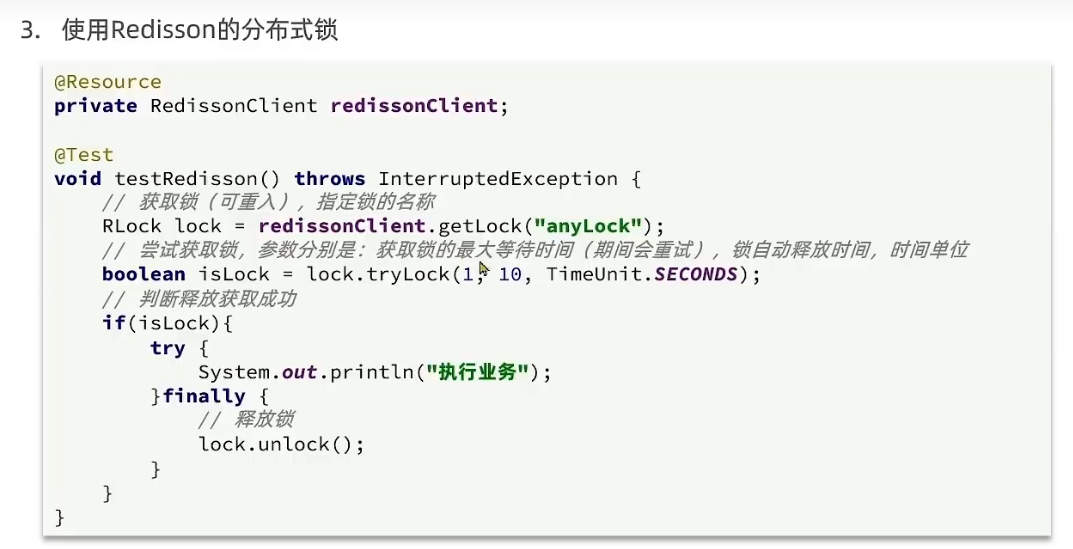 3. 使用Redisson的分布式锁
@Resource
private RedissonClient redissonClient;
@Test
void testRedisson() throws InterruptedException {
// 获取锁（可重入），指定锁的名称
RLock lock = redissonClient.getLock("anyLock");
// 尝试获取锁，参数分别是：获取锁的最大等待时间（期间会重试），锁自动释放时间，时间单位
boolean isLock = lock.tryLock(1, 10, TimeUnit.SECONDS);
// 判断释放获取成功
if(isLock){
try {
System.out.println("执行业务");
}finally {
// 释放锁
lock.unlock();
}
}
}